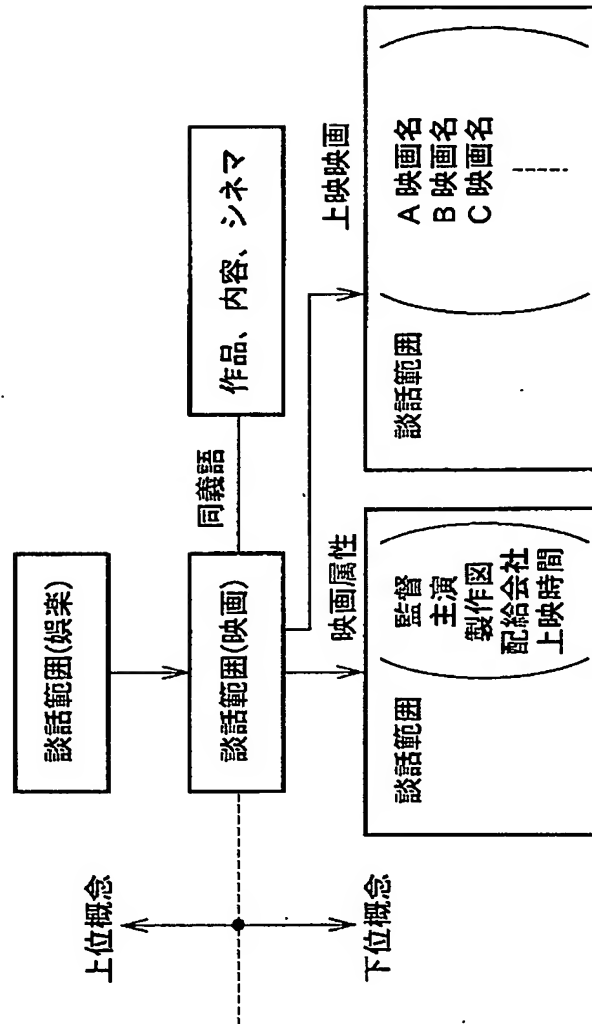 上位概念
下位概念
談話範囲(娯楽)
談話範囲(映画)
同義語
作品、内容、シネマ
映画属性
談話範囲
監督
主演
製作図
配給会社
上映時間
上映映画
談話範囲
A 映画名
B 映画名
C 映画名